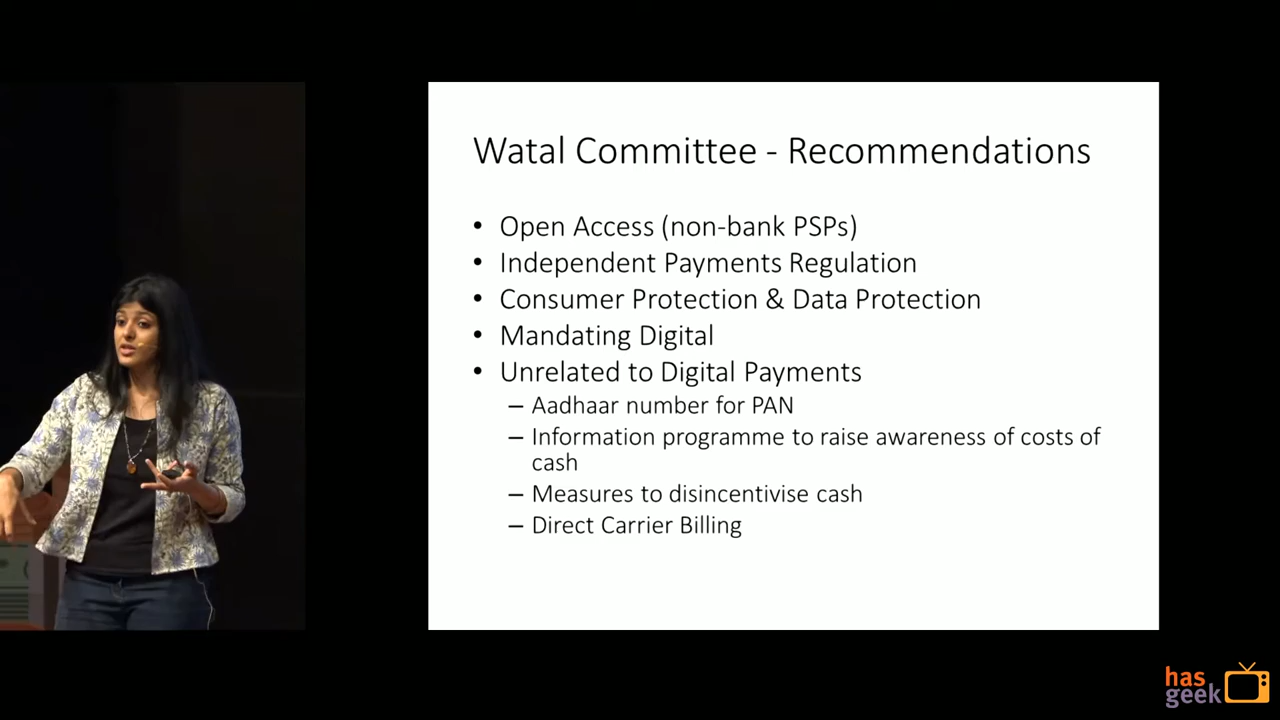 Watal Committee - Recommendations
• Open Access (non-bank PSPs)
• Independent Payments Regulation
• Consumer Protection & Data Protection
• Mandating Digital
• Unrelated to Digital Payments
– Aadhaar number for PAN
– Information programme to raise awareness of costs of
cash
– Measures to disincentivise cash
– Direct Carrier Billing
has
geek